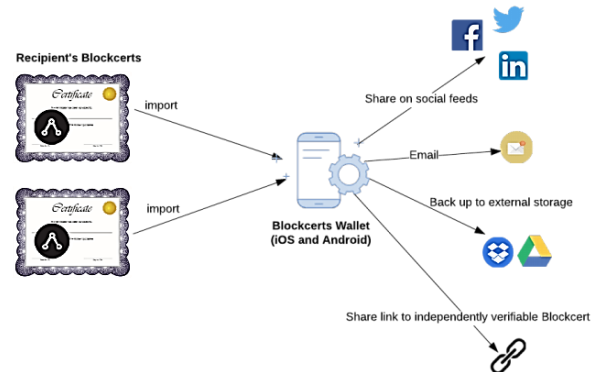 Recipient's Blockcerts
Certificate
import
Share on social feeds
Email
Blockcerts Wallet
(iOS and Android)
Back up to external storage
Certificate
import
Share link to independently verifiable Blockcert
in
f